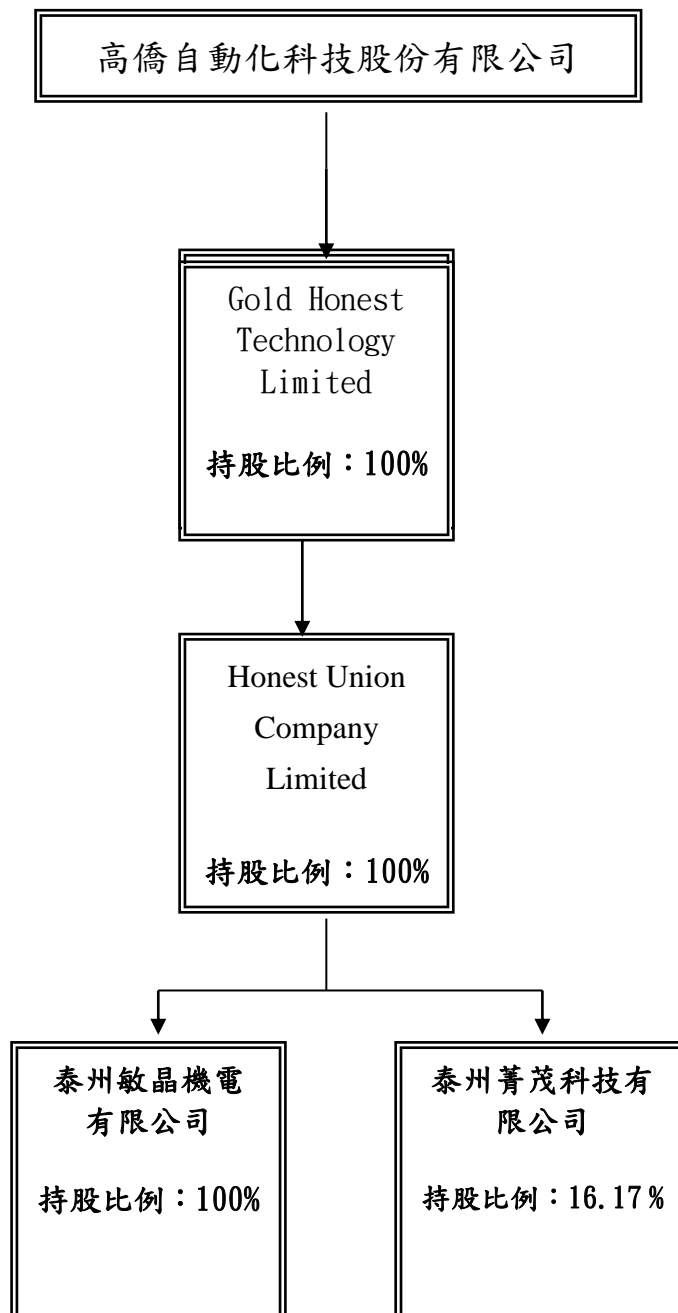 高僑自動化科技股份有限公司
Gold Honest
Technology
Limited
持股比例：100%
Honest Union
Company
Limited
持股比例：100%
泰州敏晶機電
有限公司
持股比例：100%
泰州菁茂科技有
限公司
持股比例：16.17%